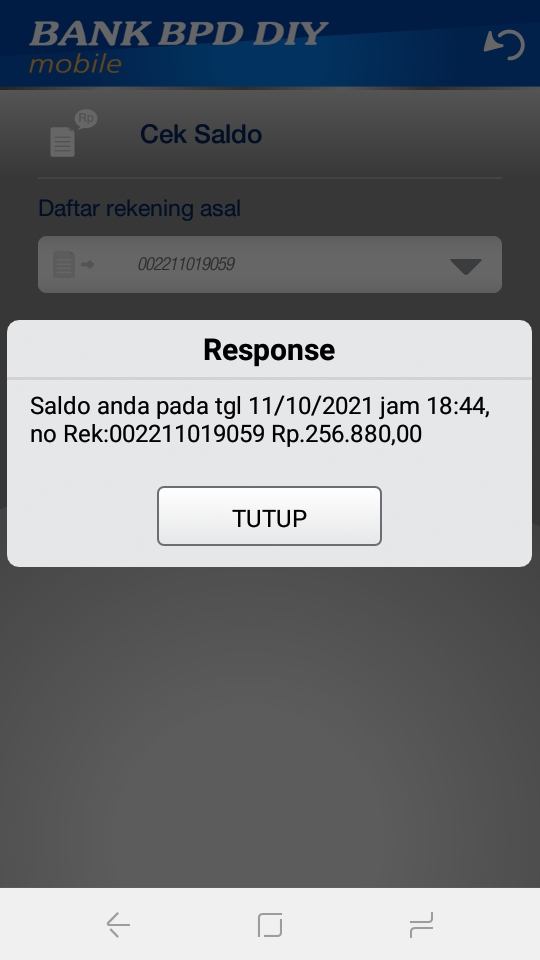 BANK BPD DIY
mobile
Rp
Cek Saldo
Daftar rekening asal
002211019059
Response
Saldo anda pada tgl 11/10/2021 jam 18:44,
no Rek:002211019059 Rp.256.880,00
TUTUP